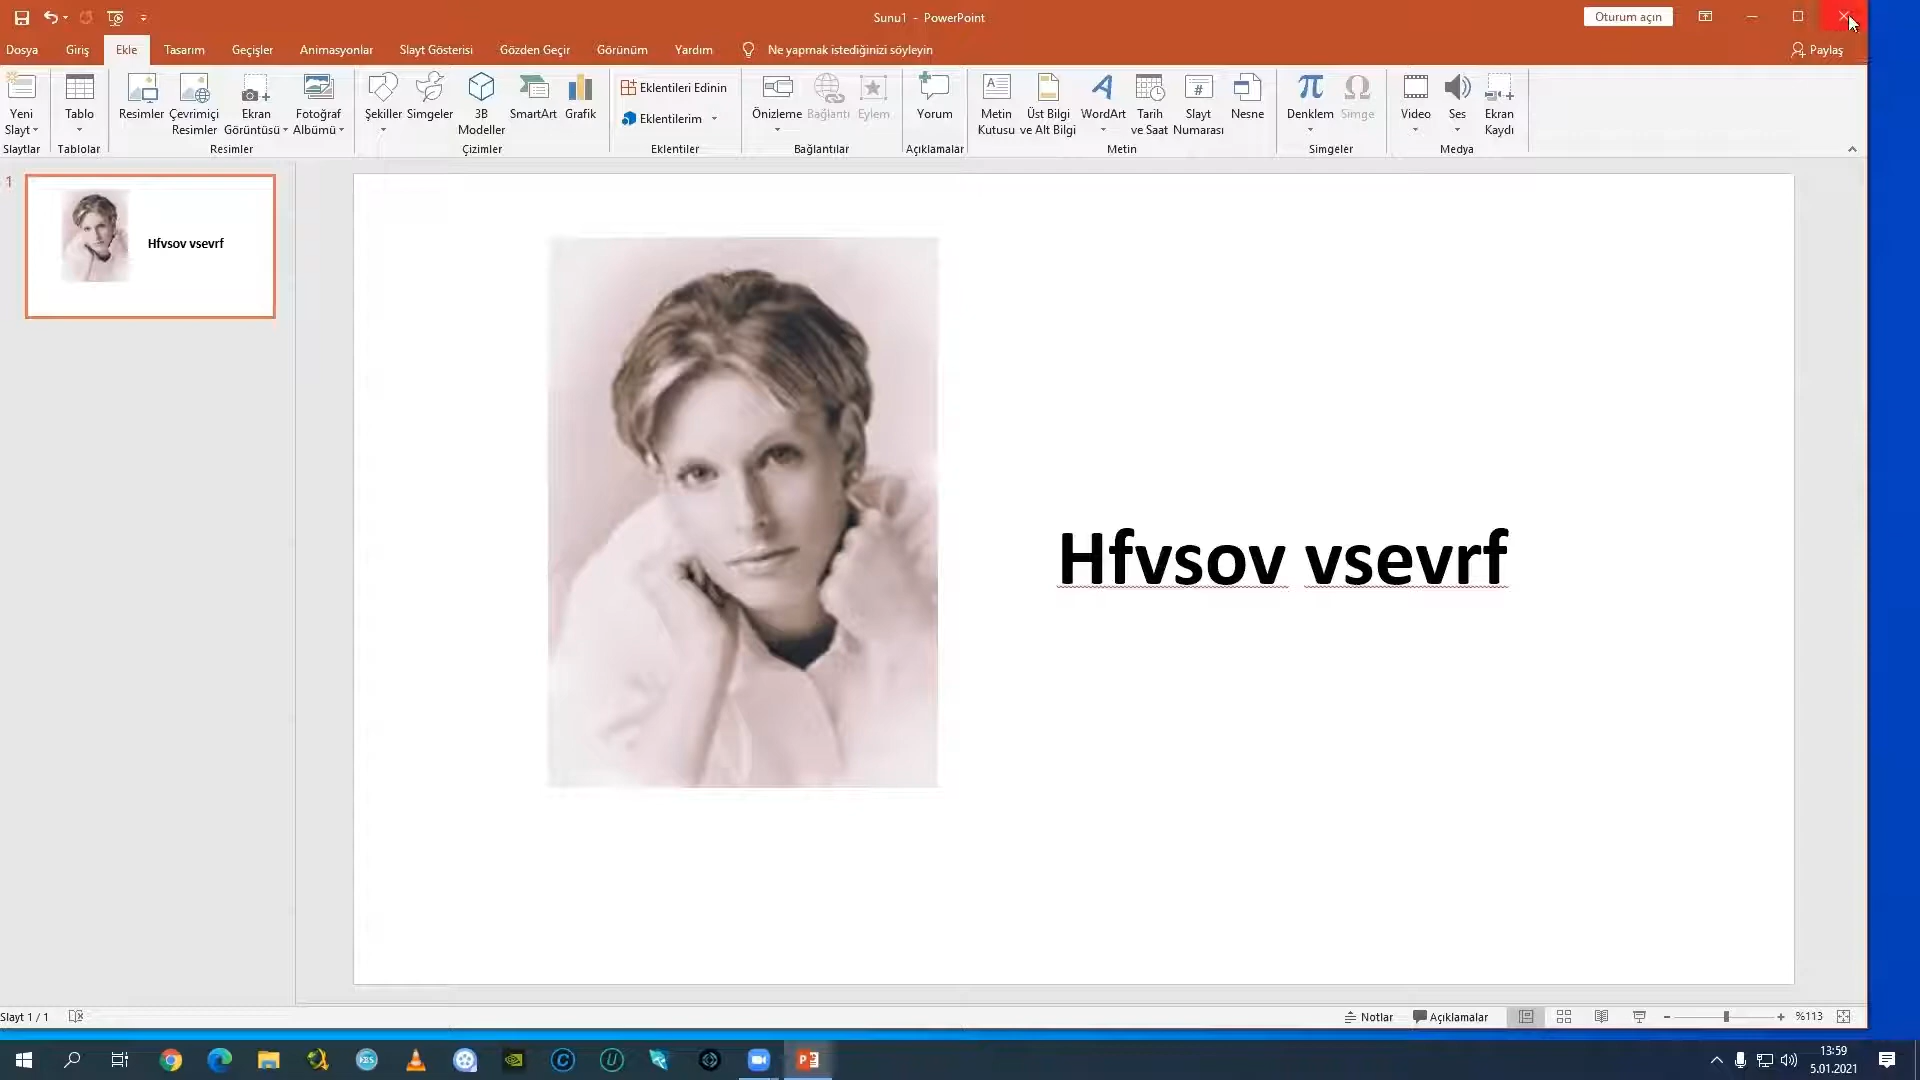 Sunu1 - PowerPoint
Oturum açın
Dosya Giriş Ekle Tasarım Geçişler Animasyonlar Slayt Gösterisi Gözden Geçir Görünüm Yardım Ne yapmak istediğinizi söyleyin
Paylaş
Yeni Slayt
Tablo
Resimler
Çevrimiçi Resimler
Ekran Görüntüsü
Fotoğraf Albümü
Şekiller
Simgeler
3B Modeller
SmartArt
Grafik
Eklentileri Edinin
Eklentilerim
Önizleme
Bağlantı
Eylem
Yorum
Metin Kutusu
Üst Bilgi ve Alt Bilgi
WordArt
Tarih ve Saat
Slayt Numarası
Nesne
Denklem
Simge
Video
Ses
Ekran Kaydı
Slaytlar Tablolar Resimler Çizimler Eklentiler Bağlantılar Açıklamalar Metin Simgeler Medya
1
Hfvsov vsevrf
Hfvsov vsevrf
Slayt 1 / 1
Notlar
Açıklamalar
%113
13:59
5.01.2021